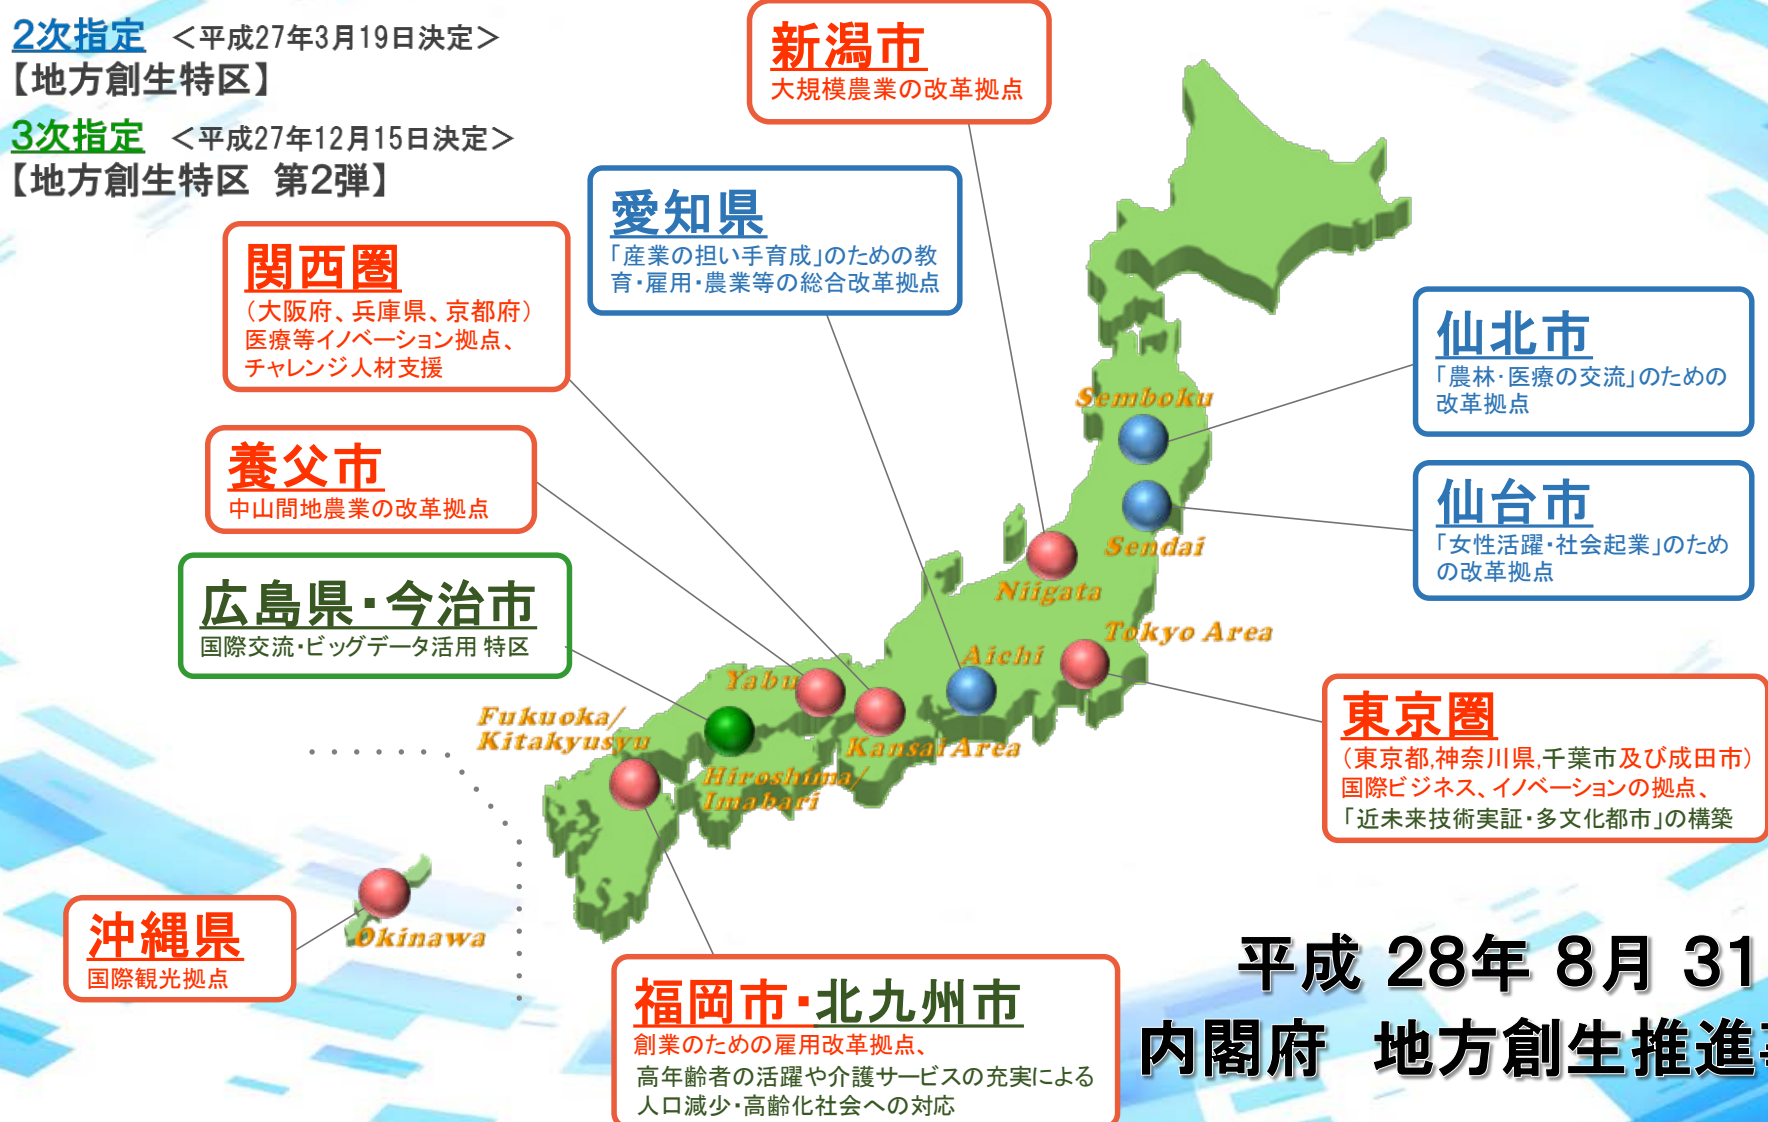 2次指定 ＜平成27年3月19日決定＞
【地方創生特区】
3次指定 ＜平成27年12月15日決定＞
【地方創生特区 第2弾】
新潟市
大規模農業の改革拠点
愛知県
「産業の担い手育成」のための教
育・雇用・農業等の総合改革拠点
関西圏
（大阪府、兵庫県、京都府）
医療等イノベーション拠点、
チャレンジ人材支援
仙北市
「農林・医療の交流」のための
改革拠点
養父市
中山間地農業の改革拠点
仙台市
「女性活躍・社会起業」のため
の改革拠点
広島県・今治市
国際交流・ビッグデータ活用 特区
東京圏
（東京都,神奈川県,千葉市及び成田市）
国際ビジネス、イノベーションの拠点、
「近未来技術実証・多文化都市」の構築
沖縄県
国際観光拠点
福岡市・北九州市
創業のための雇用改革拠点、
高年齢者の活躍や介護サービスの充実による
人口減少・高齢化社会への対応
Semboku
Sendai
Niigata
Tokyo Area
Aichi
Yabu
Kansai Area
Fukuoka/
Kitakyusyu
Hiroshima/
Imabari
Okinawa
平成 28年 8月 31
内閣府 地方創生推進